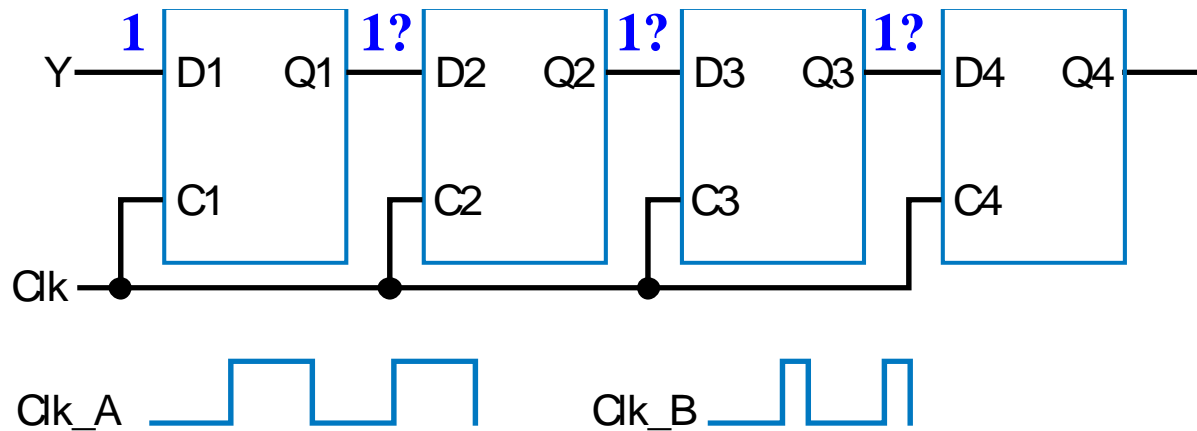 1 1? 1? 1?
Y D1 Q1 D2 Q2 D3 Q3 D4 Q4
C1 C2 C3 C4
Clk
Clk_A Clk_B